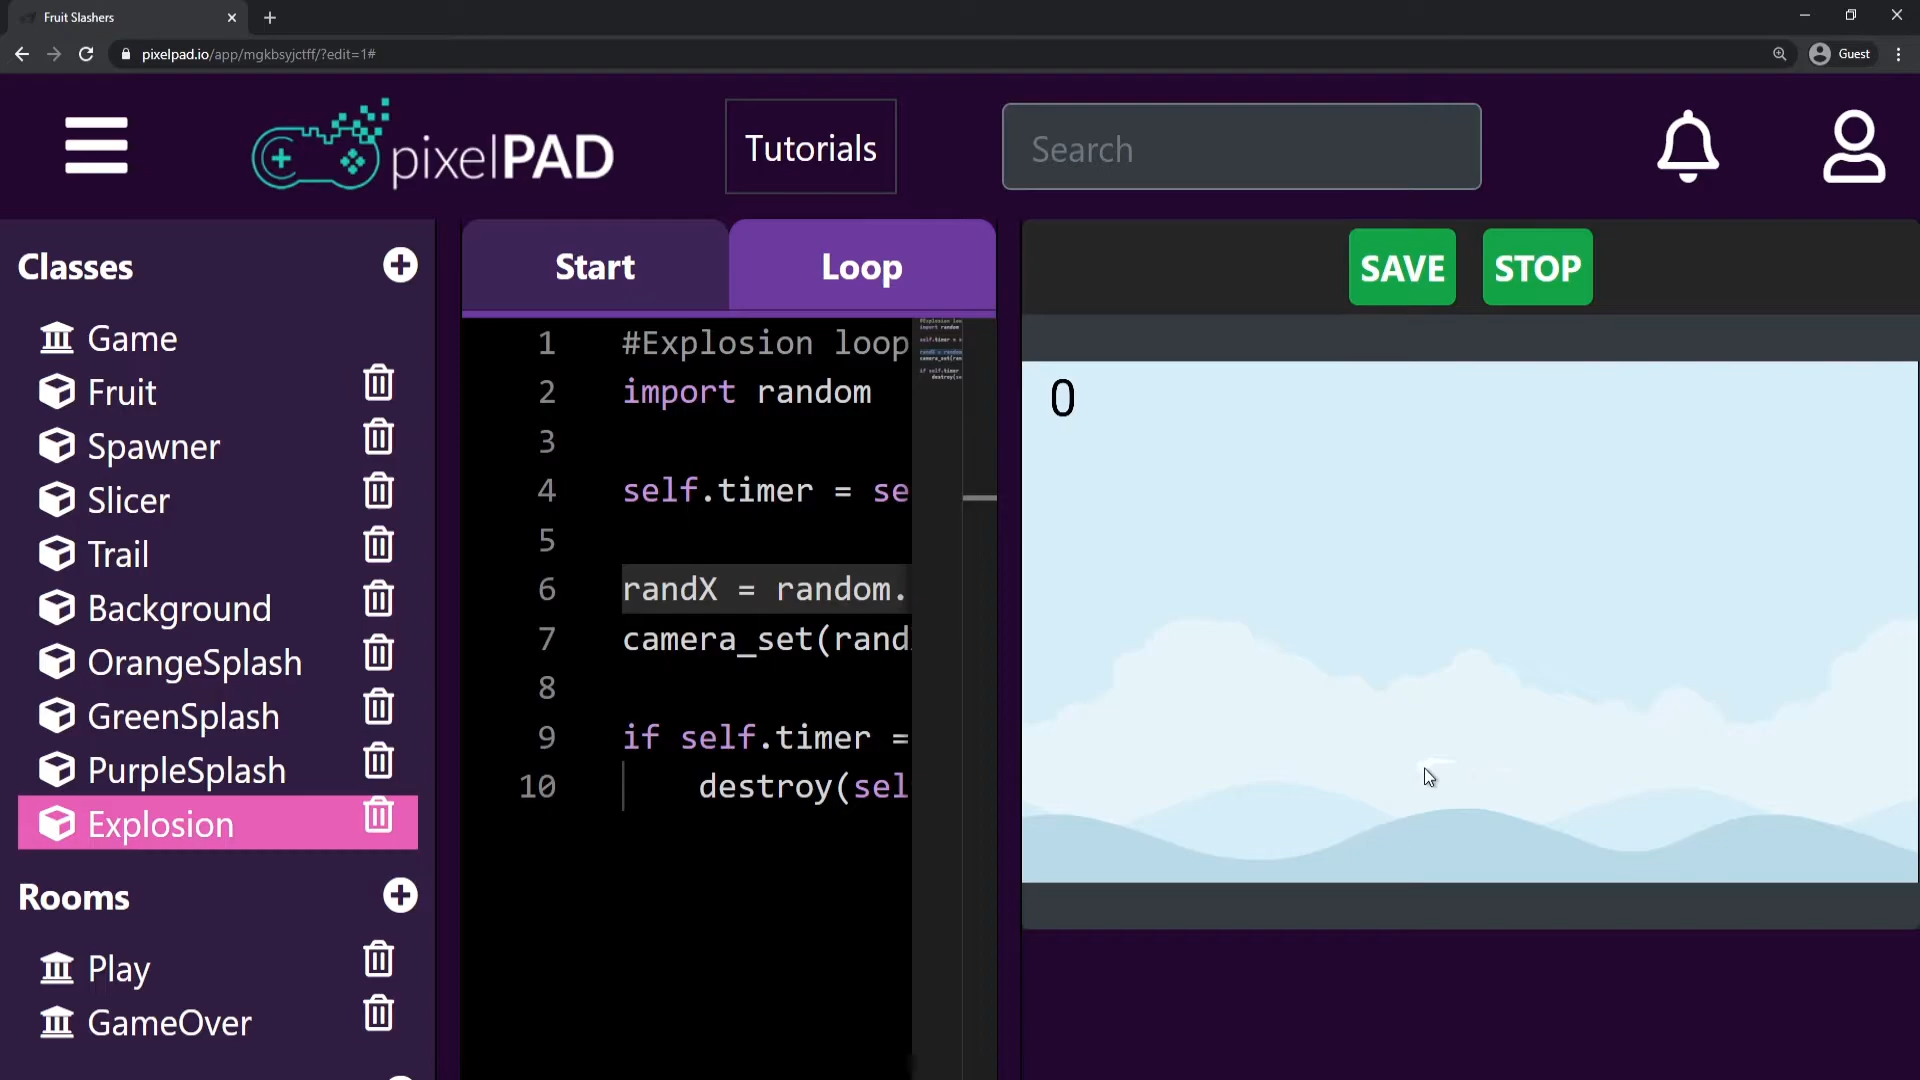 Fruit Slashers
pixelpad.io/app/mgkbsyjctff/?edit=1#
Guest
pixelPAD
Tutorials
Search
Classes
Game
Fruit
Spawner
Slicer
Trail
Background
OrangeSplash
GreenSplash
PurpleSplash
Explosion
Rooms
Play
GameOver
Start
Loop
1 #Explosion loop
2 import random
3
4 self.timer = se
5
6 randX = random.
7 camera_set(rand
8
9 if self.timer =
10 destroy(sel
SAVE
STOP
0